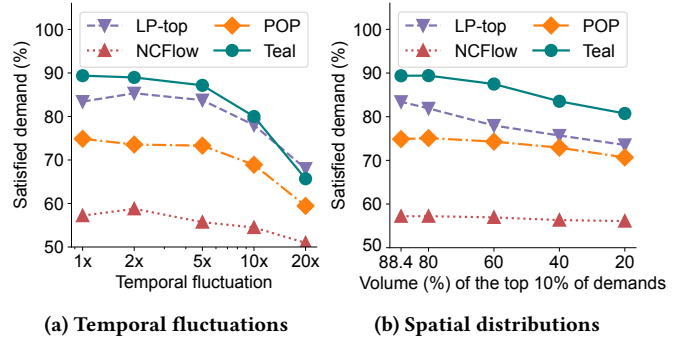 LP-top
POP
NCFlow
Teal
Satisfied demand (%)
100
90
80
70
60
50
1x 2x 5x 10x 20x
Temporal fluctuation
(a) Temporal fluctuations
LP-top
POP
NCFlow
Teal
Satisfied demand (%)
100
90
80
70
60
50
88.4 80 60 40 20
Volume (%) of the top 10% of demands
(b) Spatial distributions